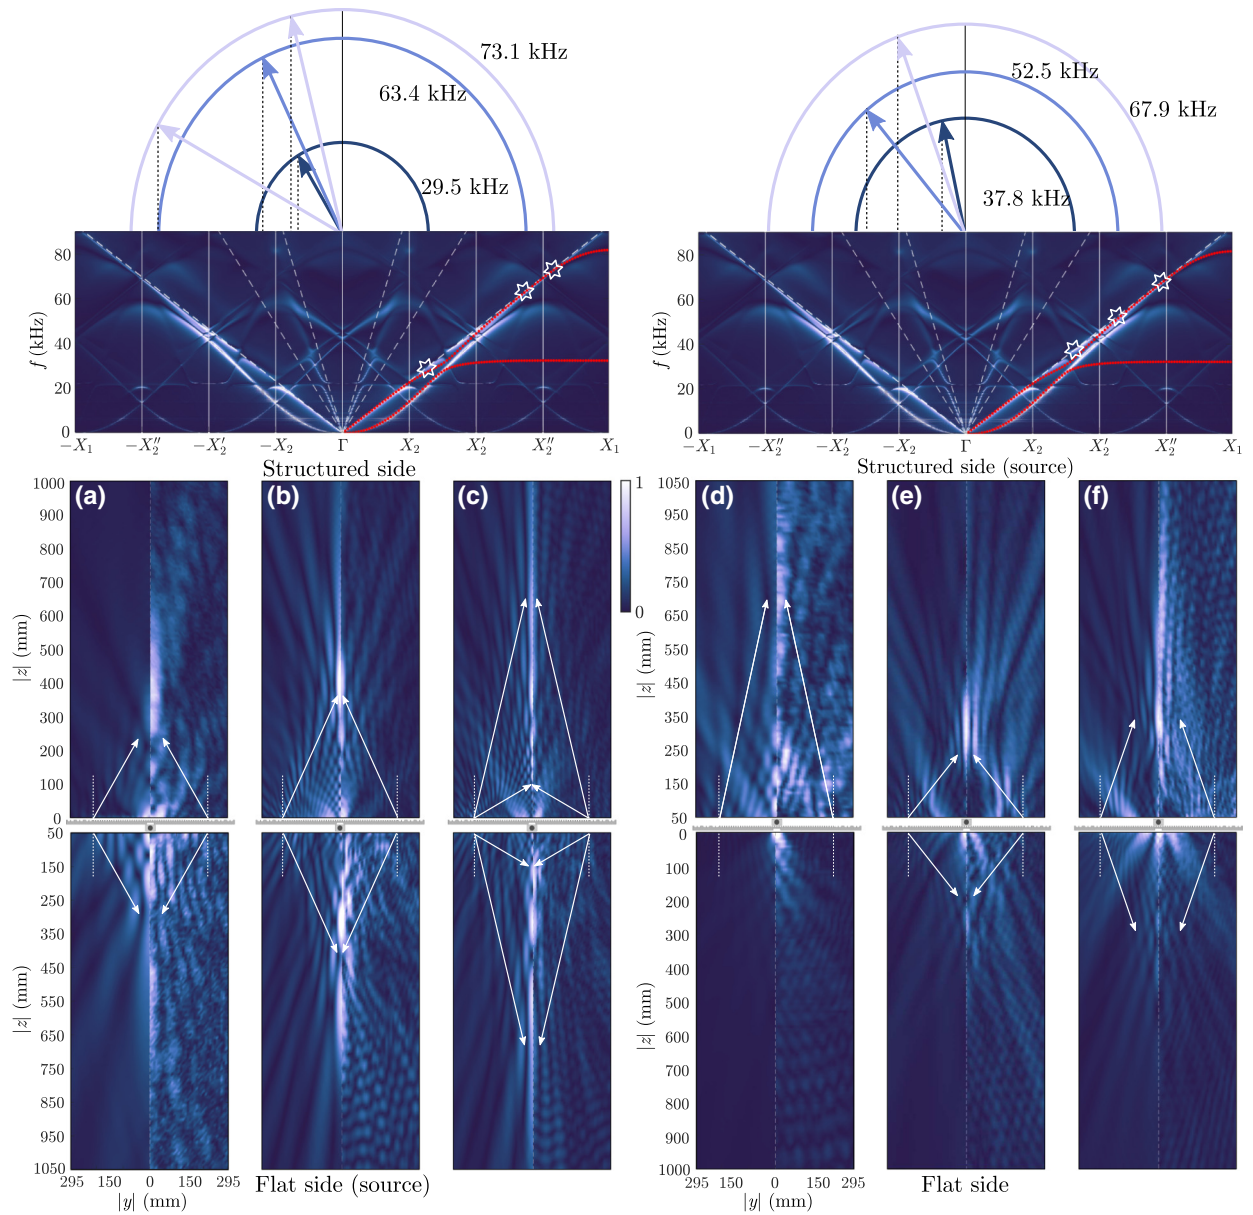 73.1 kHz
63.4 kHz
29.5 kHz
52.5 kHz
67.9 kHz
37.8 kHz
f (kHz)
80
60
40
20
0
−X₁ −X₂″ −X₂′ −X₂ Γ X₂ X₂′ X₂″ X₁
Structured side
f (kHz)
80
60
40
20
0
−X₁ −X₂″ −X₂′ −X₂ Γ X₂ X₂′ X₂″ X₁
Structured side (source)
(a) (b) (c)
1
0
|z| (mm)
1000
900
800
700
600
500
400
300
200
100
0
|z| (mm)
50
150
250
350
450
550
650
750
850
950
1050
295 150 0 150 295
|y| (mm)
Flat side (source)
(d) (e) (f)
|z| (mm)
1050
950
850
750
650
550
450
350
250
150
50
|z| (mm)
0
100
200
300
400
500
600
700
800
900
1000
295 150 0 150 295
|y| (mm)
Flat side